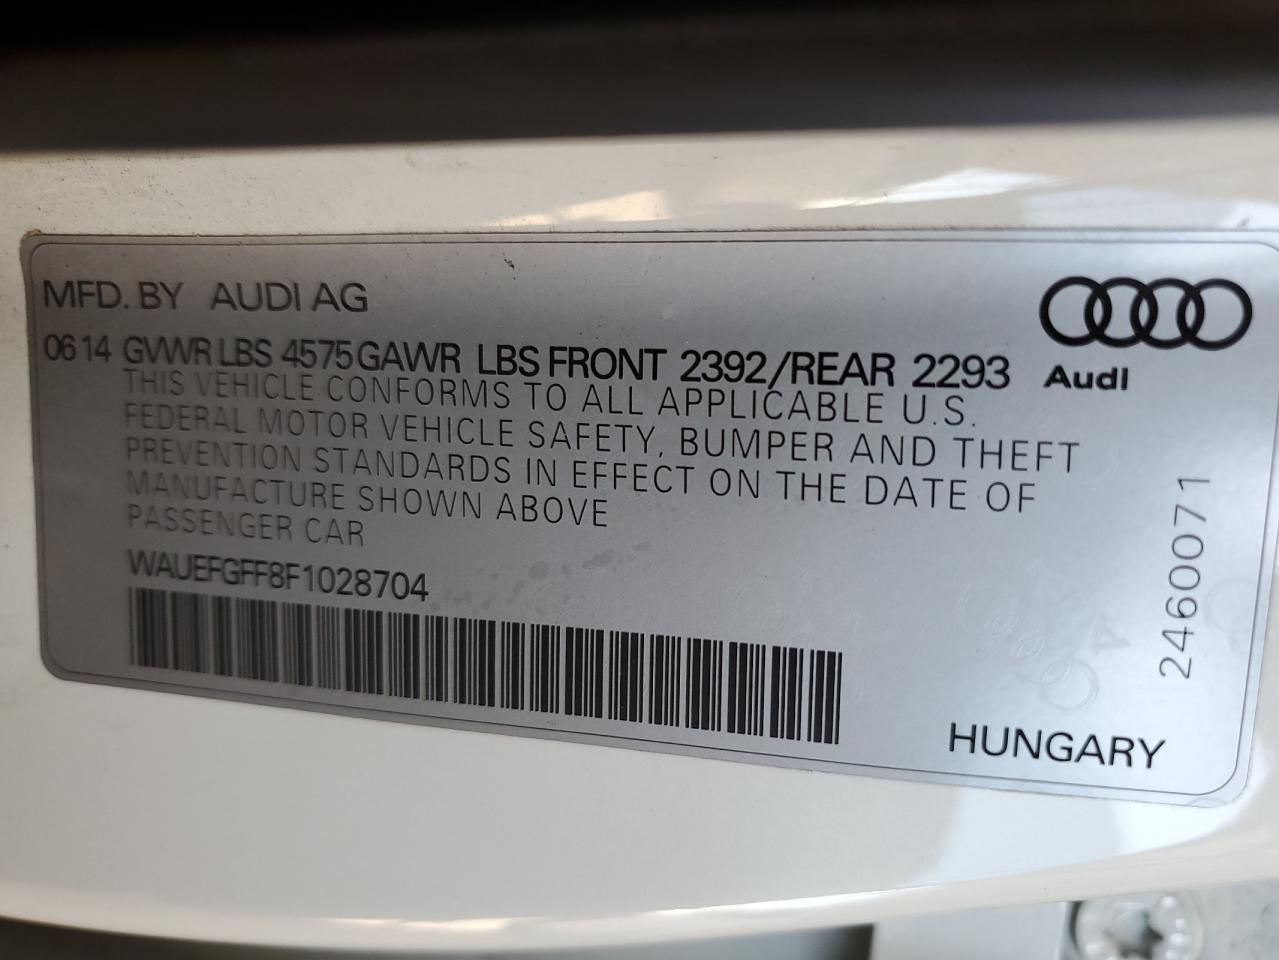 MFD. BY AUDI AG
06 14 GVWR LBS 4575 GAWR LBS FRONT 2392/REAR 2293
Audi
THIS VEHICLE CONFORMS TO ALL APPLICABLE U.S.
FEDERAL MOTOR VEHICLE SAFETY, BUMPER AND THEFT
PREVENTION STANDARDS IN EFFECT ON THE DATE OF
MANUFACTURE SHOWN ABOVE
PASSENGER CAR
WAUEFGFF8F1028704
2460071
HUNGARY